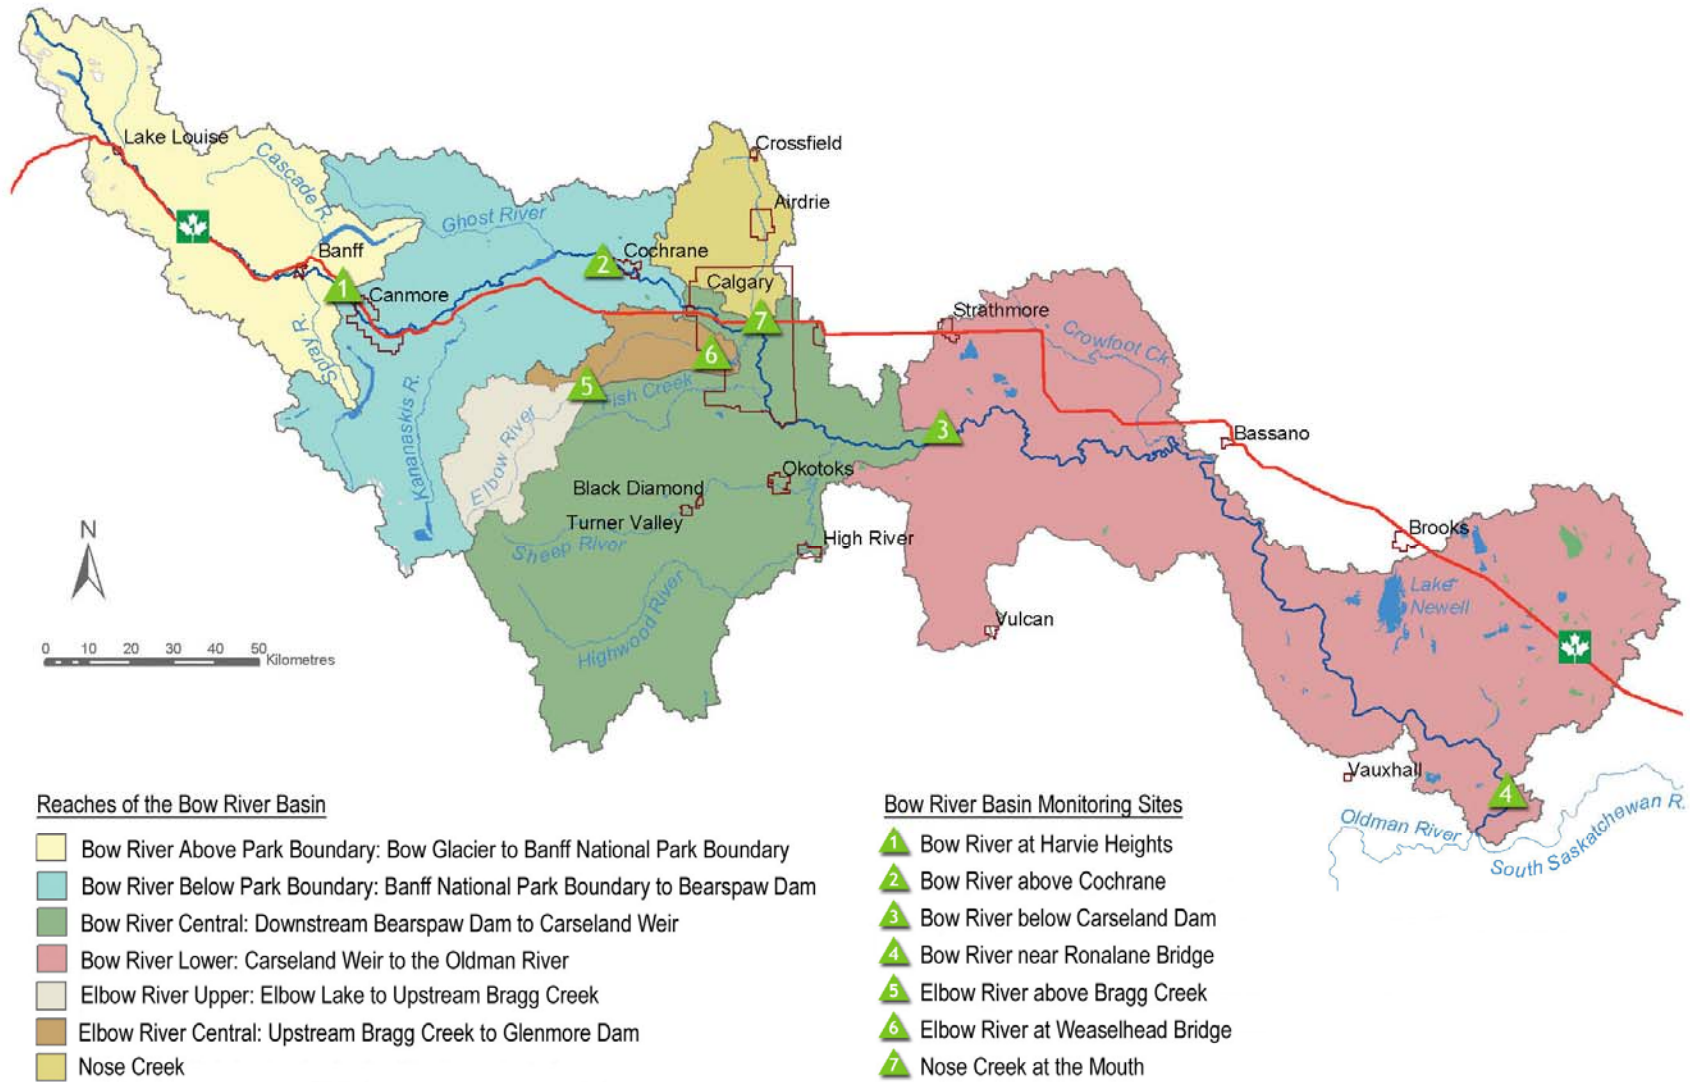 Crossfield
Lake Louise
Cascade R.
Airdrie
Ghost River
1
Banff
Cochrane
2
Calgary
1
Canmore
Strathmore
7
Crowfoot Ck.
Spray R.
6
5
Fish Creek
Kananaskis R.
Elbow River
3
Bassano
Okotoks
Black Diamond
Turner Valley
Sheep River
High River
Brooks
N
Lake
Newell
Highwood River
Vulcan
1
0 10 20 30 40 50
Kilometres
Vauxhall
4
Oldman River
South Saskatchewan R.
Reaches of the Bow River Basin
Bow River Above Park Boundary: Bow Glacier to Banff National Park Boundary
Bow River Below Park Boundary: Banff National Park Boundary to Bearspaw Dam
Bow River Central: Downstream Bearspaw Dam to Carseland Weir
Bow River Lower: Carseland Weir to the Oldman River
Elbow River Upper: Elbow Lake to Upstream Bragg Creek
Elbow River Central: Upstream Bragg Creek to Glenmore Dam
Nose Creek
Bow River Basin Monitoring Sites
1 Bow River at Harvie Heights
2 Bow River above Cochrane
3 Bow River below Carseland Dam
4 Bow River near Ronalane Bridge
5 Elbow River above Bragg Creek
6 Elbow River at Weaselhead Bridge
7 Nose Creek at the Mouth